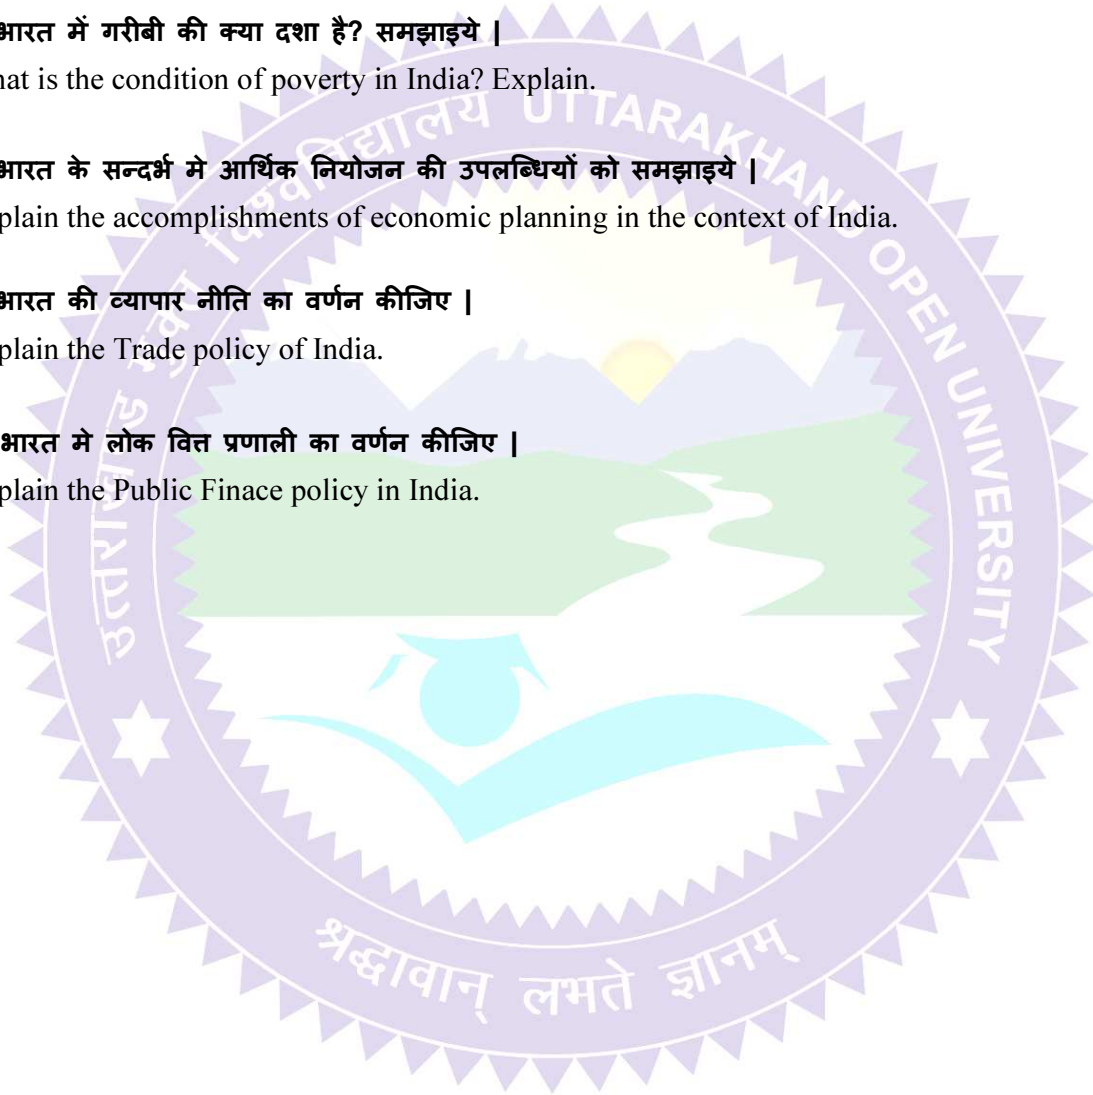 भारत में गरीबी की क्या दशा है? समझाइये |
hat is the condition of poverty in India? Explain.
भारत के सन्दर्भ मे आर्थिक नियोजन की उपलब्धियों को समझाइये |
plain the accomplishments of economic planning in the context of India.
भारत की व्यापार नीति का वर्णन कीजिए |
plain the Trade policy of India.
भारत मे लोक वित्त प्रणाली का वर्णन कीजिए |
plain the Public Finace policy in India.
उत्तराखण्ड मुक्त विश्वविद्यालय UTTARAKHAND OPEN UNIVERSITY
श्रद्धावान् लभते ज्ञानम्